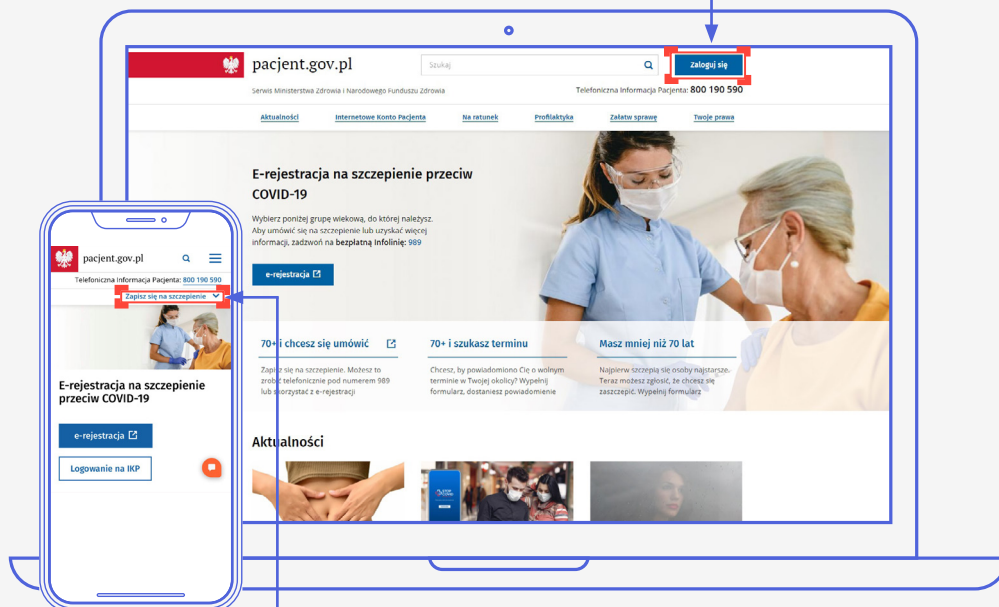 pacjent.gov.pl
Szukaj
Zaloguj się
Serwis Ministerstwa Zdrowia i Narodowego Funduszu Zdrowia
Telefoniczna Informacja Pacjenta: 800 190 590
Aktualności
Internetowe Konto Pacjenta
Na ratunek
Profilaktyka
Załatw sprawę
Twoje prawa
E-rejestracja na szczepienie przeciw
COVID-19
Wybierz poniżej grupę wiekową, do której należysz.
Aby umówić się na szczepienie lub uzyskać więcej
informacji, zadzwoń na bezpłatną Infolinię: 989
e-rejestracja
70+ i chcesz się umówić
Zapisz się na szczepienie. Możesz to
zrobić telefonicznie pod numerem 989
lub skorzystać z e-rejestracji
70+ i szukasz terminu
Chcesz, by powiadomiono Cię o wolnym
terminie w Twojej okolicy? Wypełnij
formularz, dostaniesz powiadomienie
Masz mniej niż 70 lat
Najpierw szczepią się osoby najstarsze.
Teraz możesz zgłosić, że chcesz się
zaszczepić. Wypełnij formularz
Aktualności
pacjent.gov.pl
Telefoniczna Informacja Pacjenta: 800 190 590
Zapisz się na szczepienie
E-rejestracja na szczepienie
przeciw COVID-19
e-rejestracja
Logowanie na IKP